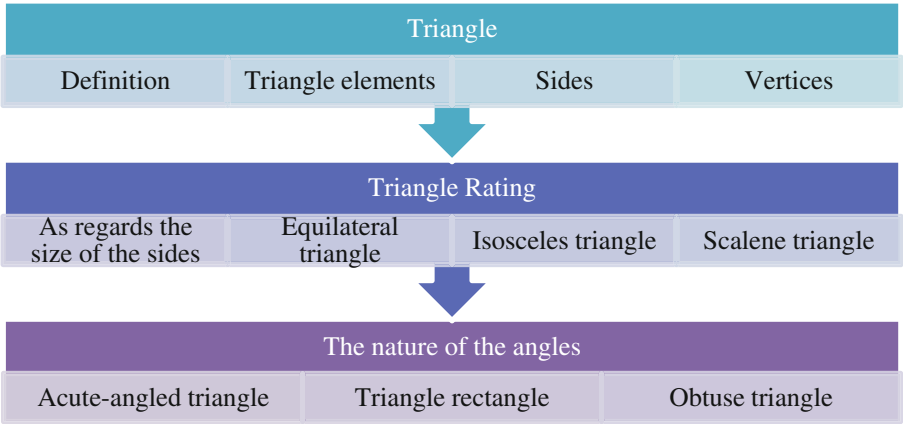 Triangle
Definition
Triangle elements
Sides
Vertices
Triangle Rating
As regards the
size of the sides
Equilateral
triangle
Isosceles triangle
Scalene triangle
The nature of the angles
Acute-angled triangle
Triangle rectangle
Obtuse triangle